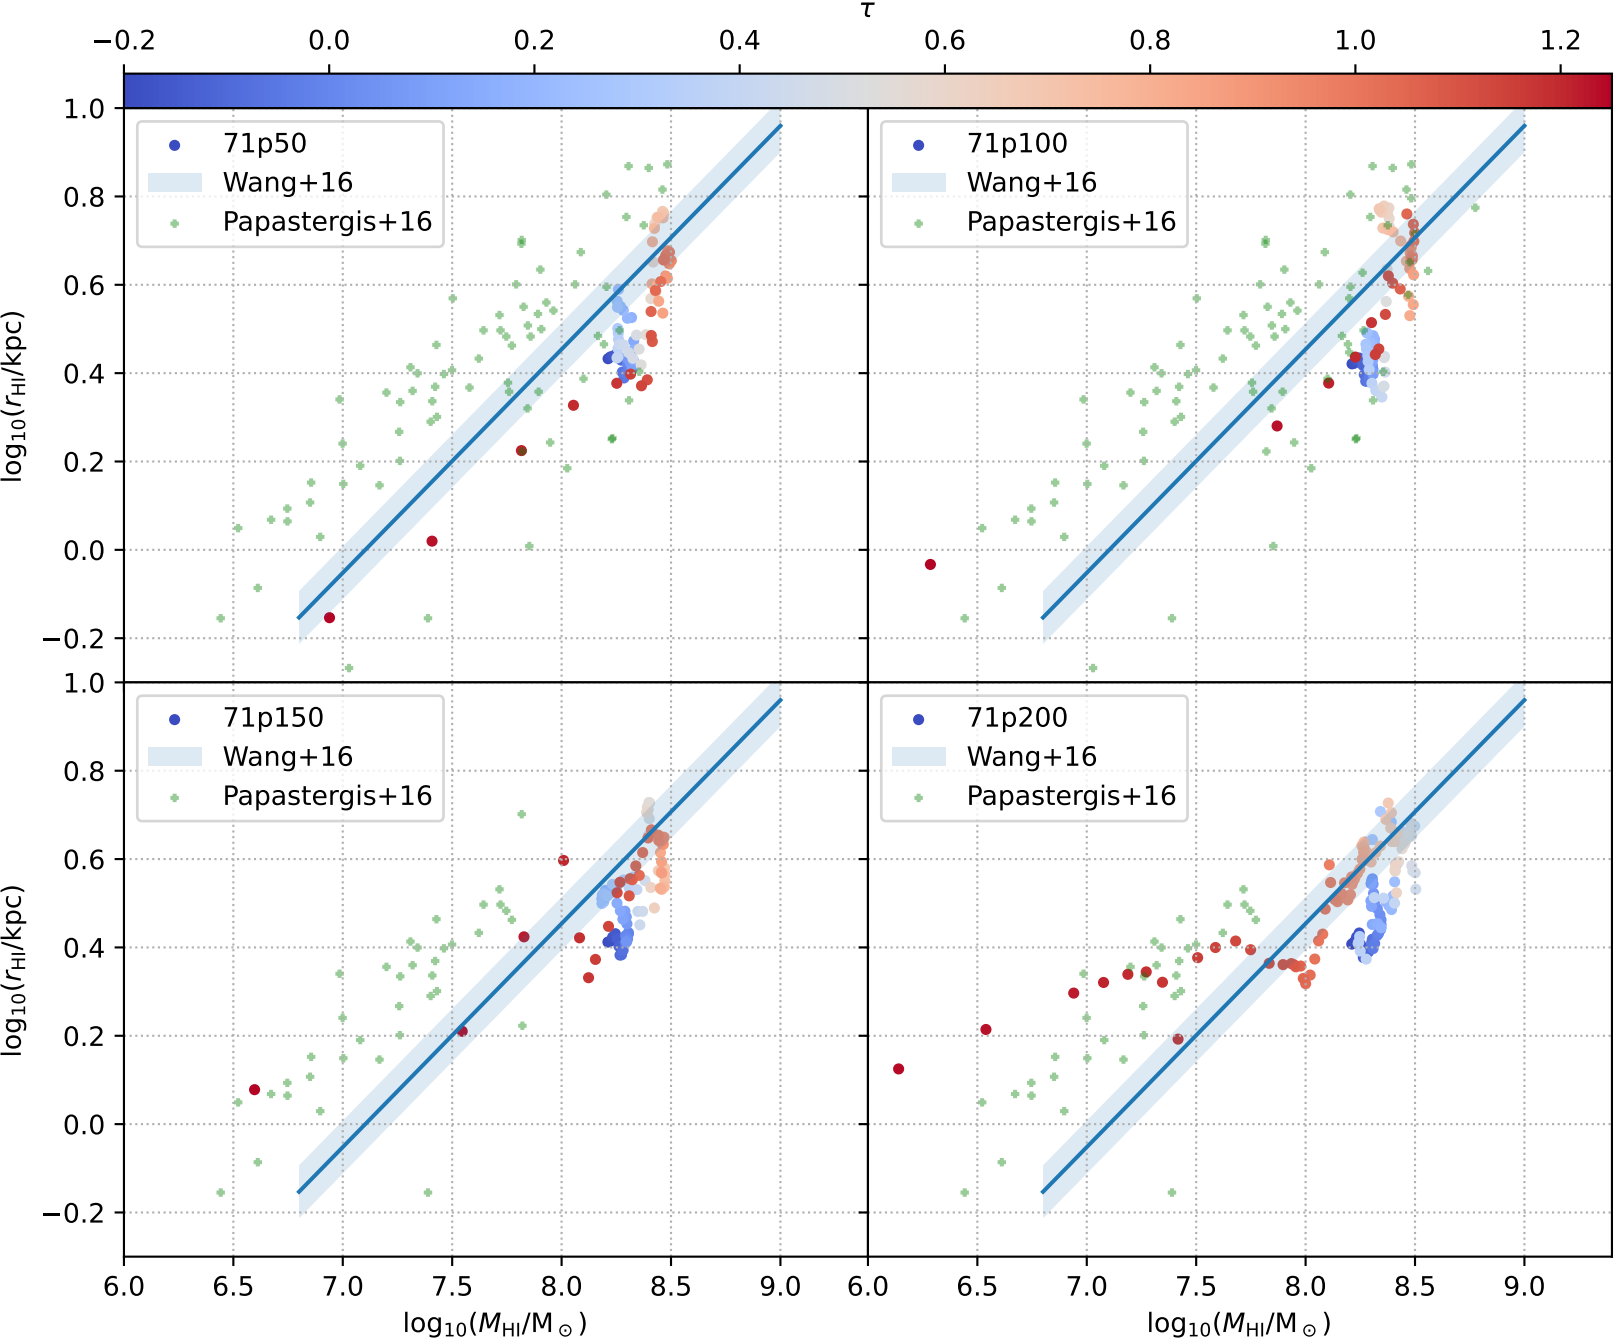 τ
−0.2 0.0 0.2 0.4 0.6 0.8 1.0 1.2
1.0
0.8
0.6
0.4
0.2
0.0
−0.2
log₁₀(r_HI/kpc)
71p50
Wang+16
Papastergis+16
71p100
Wang+16
Papastergis+16
1.0
0.8
0.6
0.4
0.2
0.0
−0.2
log₁₀(r_HI/kpc)
71p150
Wang+16
Papastergis+16
71p200
Wang+16
Papastergis+16
6.0 6.5 7.0 7.5 8.0 8.5 9.0 6.0 6.5 7.0 7.5 8.0 8.5 9.0
log₁₀(M_HI/M⊙) log₁₀(M_HI/M⊙)